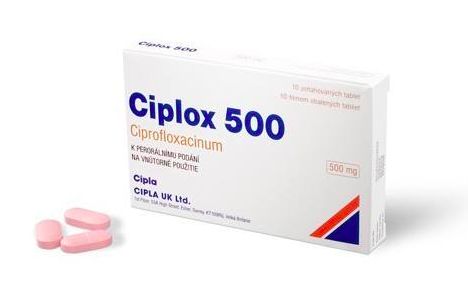 Ciplox 500
10 potahovaných tablet
10 filmom obalených tabliet
Ciplox 500
Ciprofloxacinum
K PERORÁLNÍMU PODÁNÍ
NA VNÚTORNÉ POUŽITIE
500 mg
Cipla
CIPLA UK Ltd.